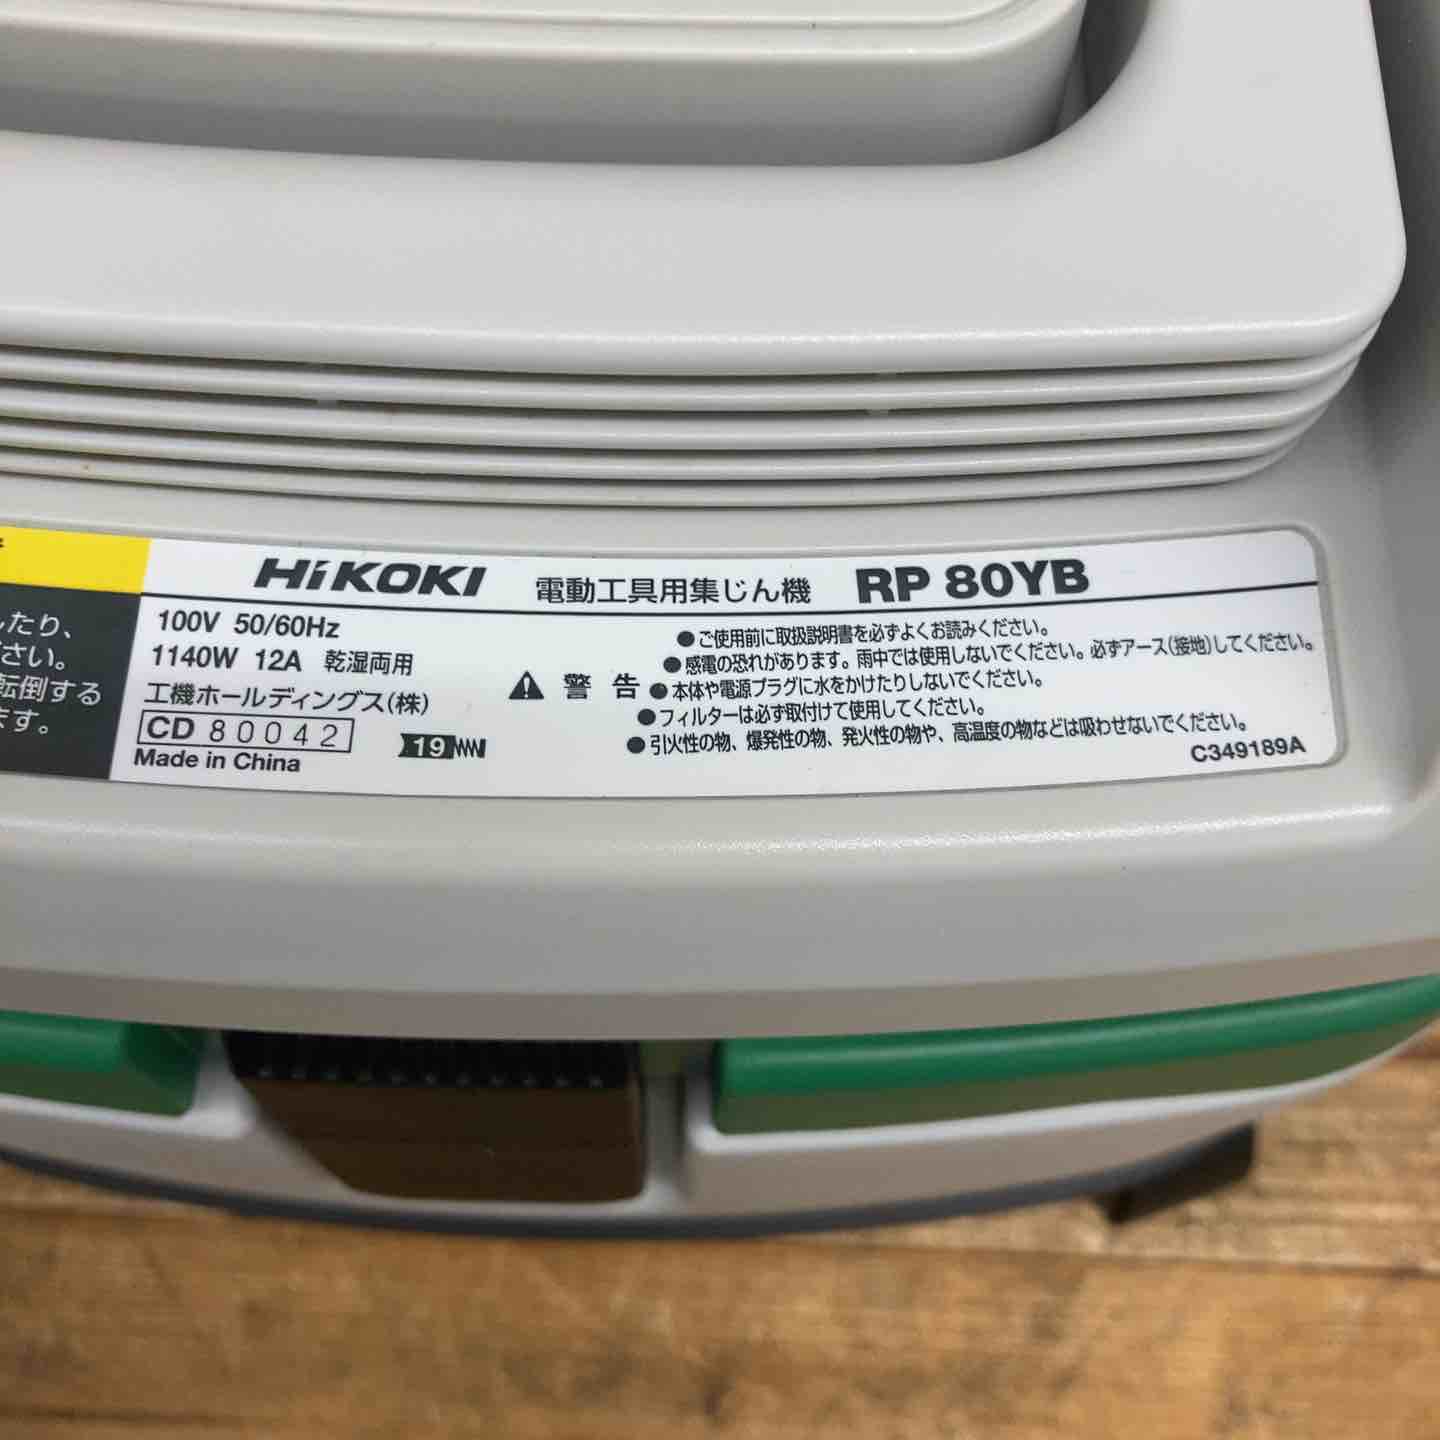 したり、
さい。
転倒する
ます。
HiKOKI 電動工具用集じん機 RP 80YB
100V 50/60Hz
1140W 12A 乾湿両用
工機ホールディングス(株)
CD 80042
Made in China
19
警告
●ご使用前に取扱説明書を必ずよくお読みください。
●感電の恐れがあります。雨中では使用しないでください。必ずアース(接地)してください。
●本体や電源プラグに水をかけたりしないでください。
●フィルターは必ず取付けて使用してください。
●引火性の物、爆発性の物、発火性の物や、高温度の物などは吸わせないでください。
C349189A